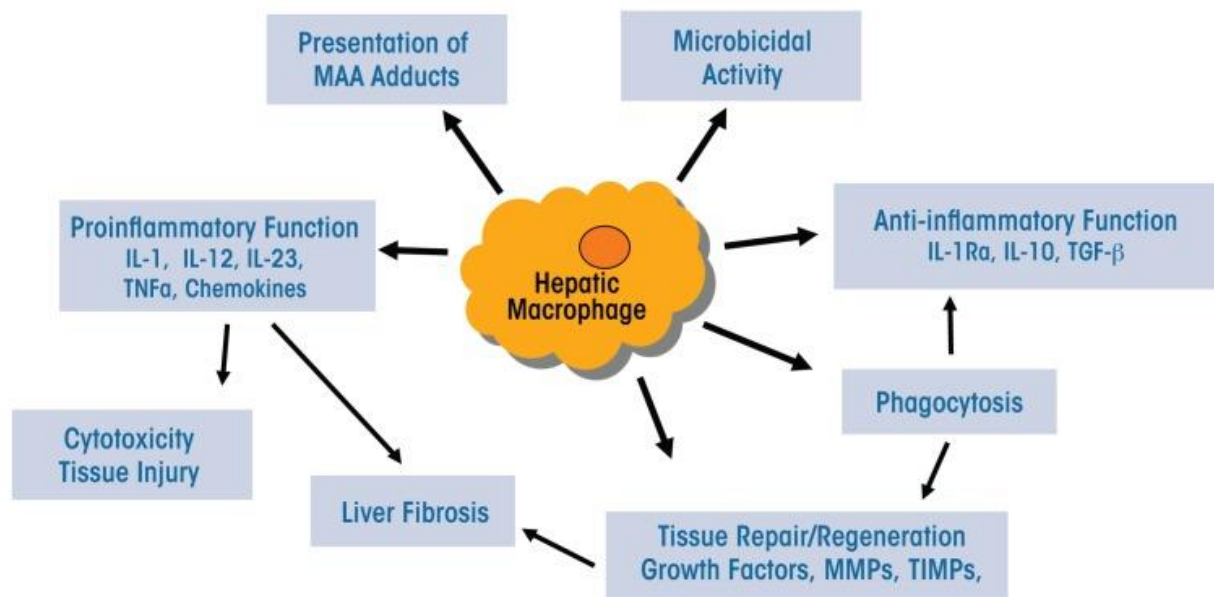 Presentation of
MAA Adducts
Microbicidal
Activity
Proinflammatory Function
IL-1, IL-12, IL-23,
TNFa, Chemokines
Anti-inflammatory Function
IL-1Ra, IL-10, TGF-β
Hepatic
Macrophage
Phagocytosis
Cytotoxicity
Tissue Injury
Liver Fibrosis
Tissue Repair/Regeneration
Growth Factors, MMPs, TIMPs,